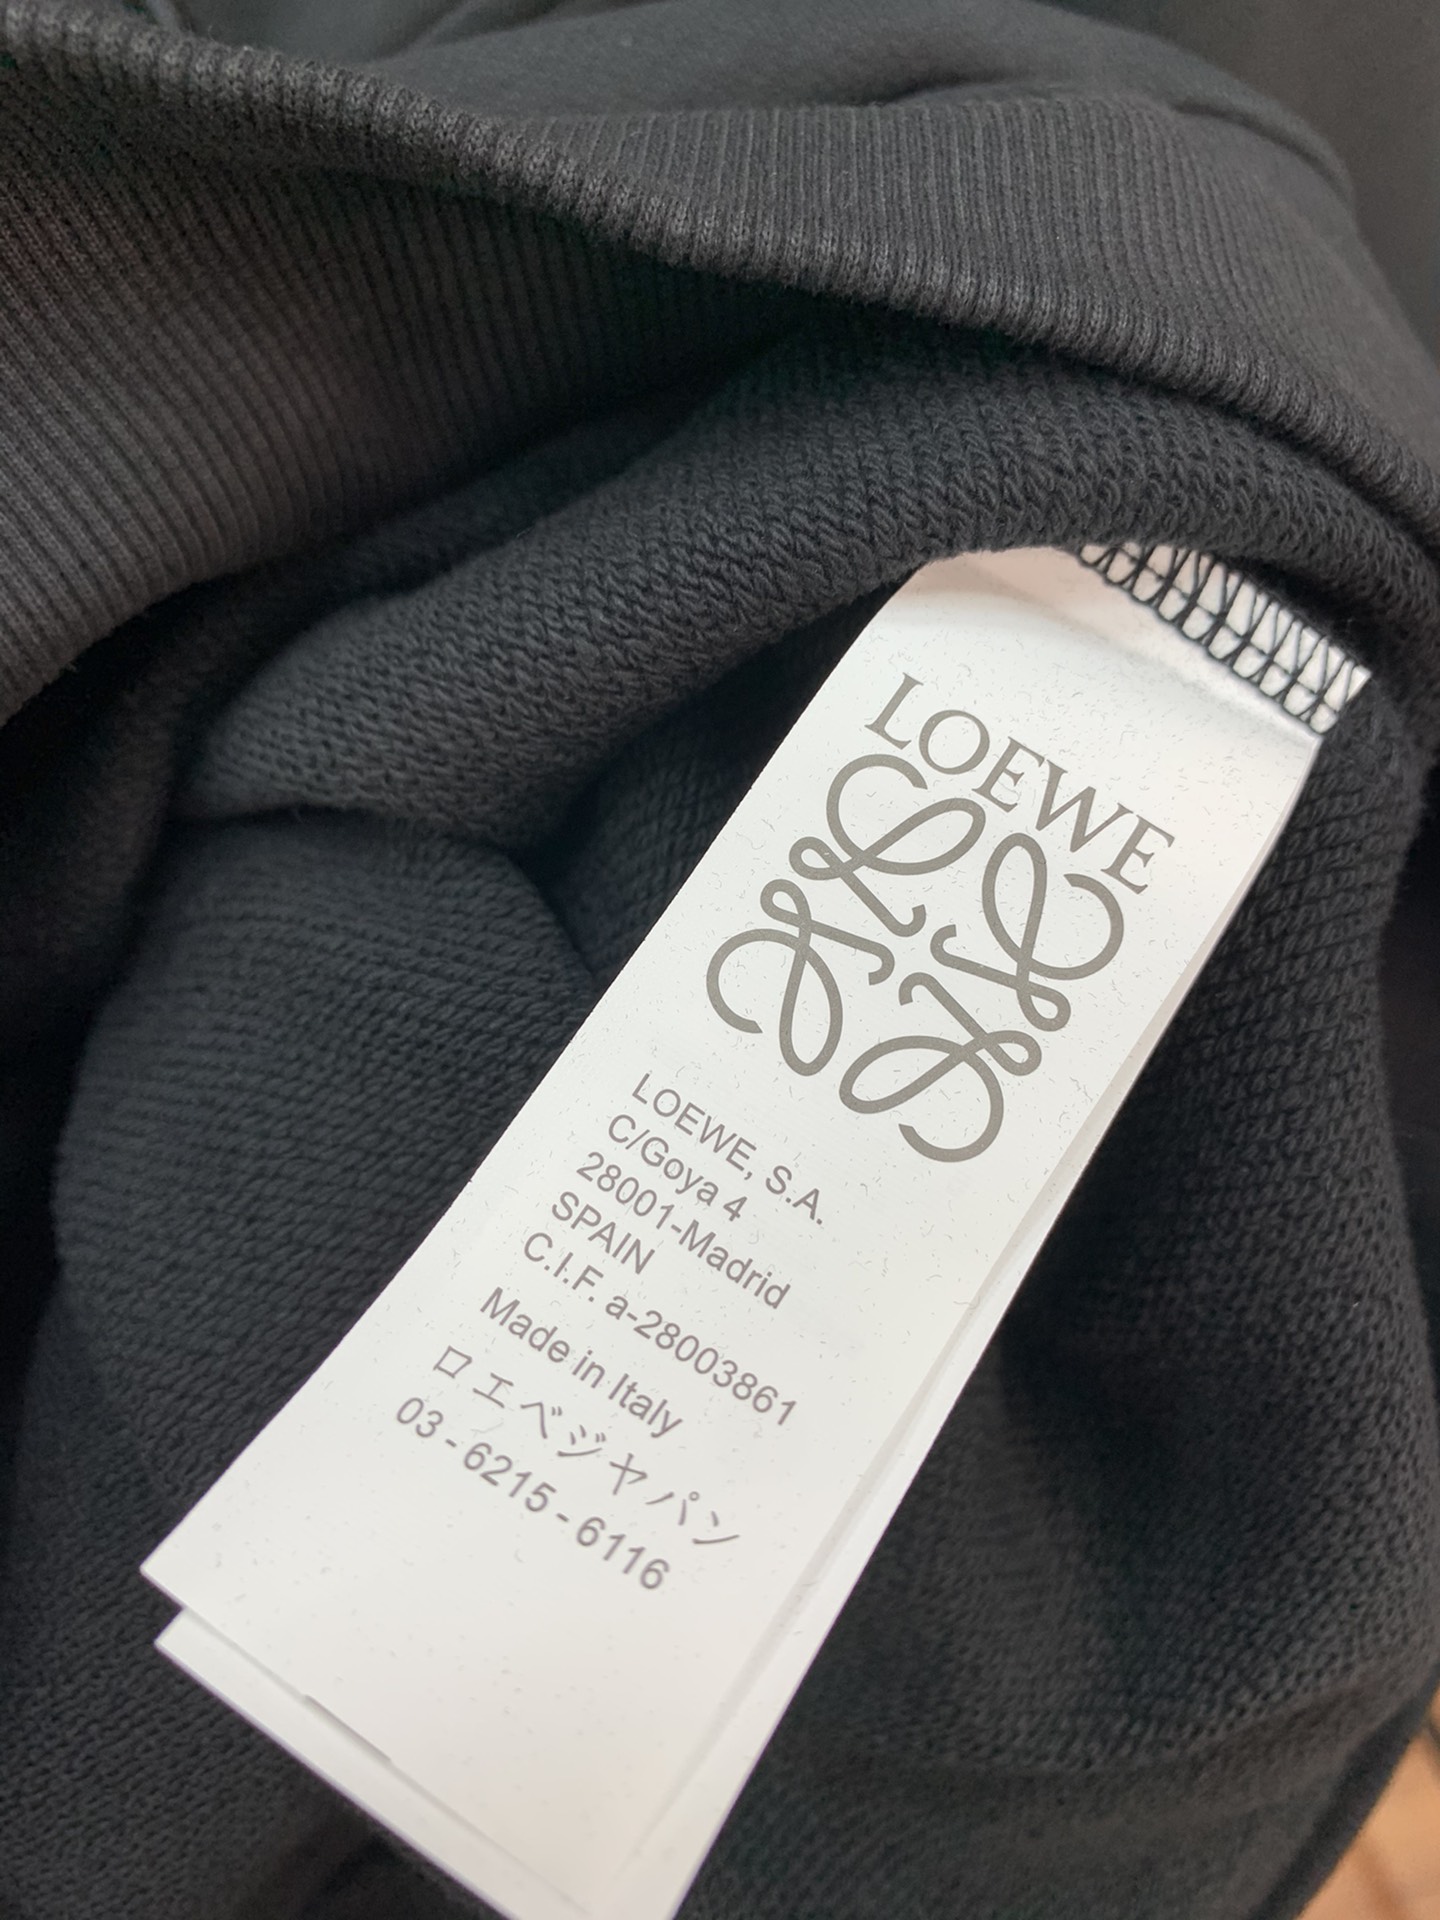 LOEWE
LOEWE, S.A.
C/Goya 4
28001-Madrid
SPAIN
C.I.F. a-28003861
Made in Italy
ロエベジャパン
03-6215-6116